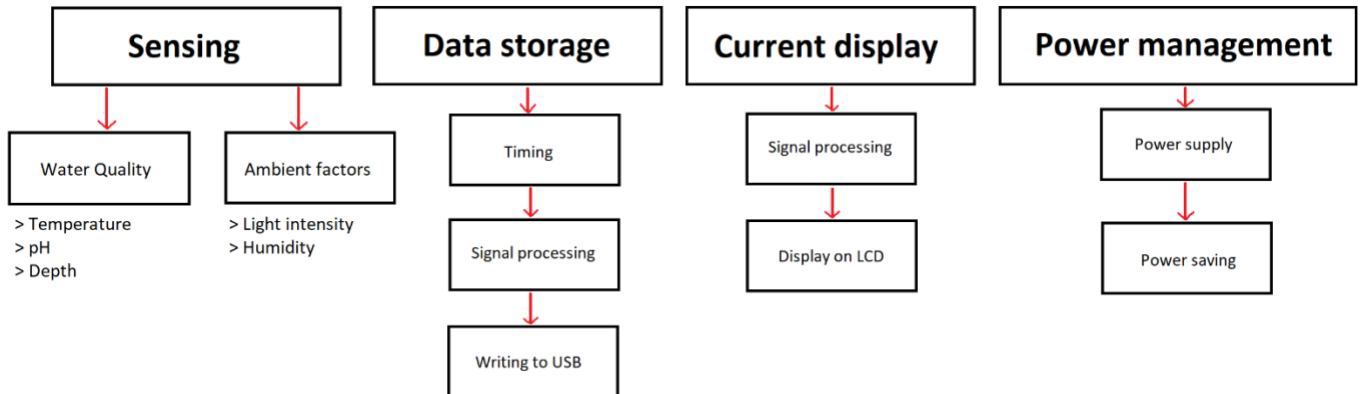 Sensing
Water Quality
> Temperature
> pH
> Depth
Ambient factors
> Light intensity
> Humidity
Data storage
Timing
Signal processing
Writing to USB
Current display
Signal processing
Display on LCD
Power management
Power supply
Power saving